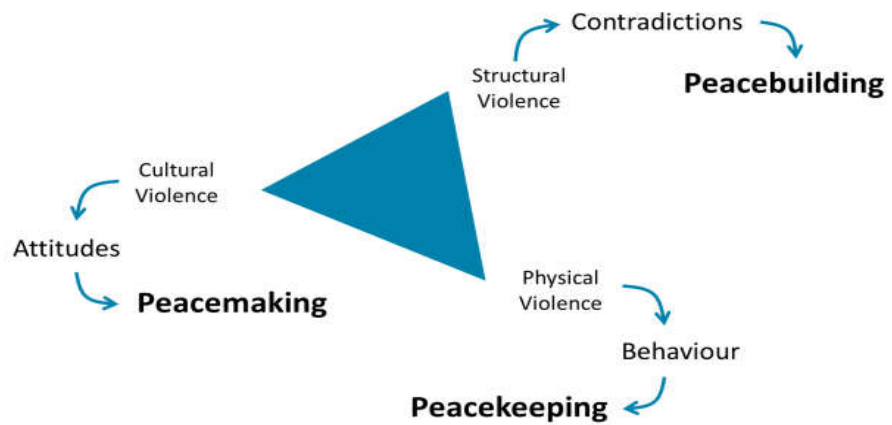 Contradictions
Structural
Violence
Peacebuilding
Cultural
Violence
Attitudes
Peacemaking
Physical
Violence
Behaviour
Peacekeeping